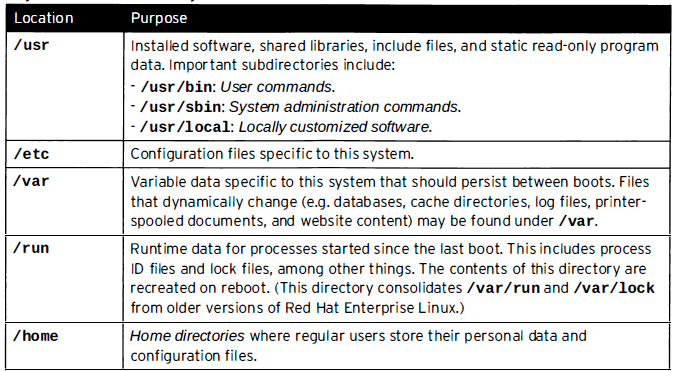 Location Purpose
/usr Installed software, shared libraries, include files, and static read-only program
data. Important subdirectories include:
- /usr/bin: User commands.
- /usr/sbin: System administration commands.
- /usr/local: Locally customized software.
/etc Configuration files specific to this system.
/var Variable data specific to this system that should persist between boots. Files
that dynamically change (e.g. databases, cache directories, log files, printer-
spooled documents, and website content) may be found under /var.
/run Runtime data for processes started since the last boot. This includes process
ID files and lock files, among other things. The contents of this directory are
recreated on reboot. (This directory consolidates /var/run and /var/lock
from older versions of Red Hat Enterprise Linux.)
/home Home directories where regular users store their personal data and
configuration files.